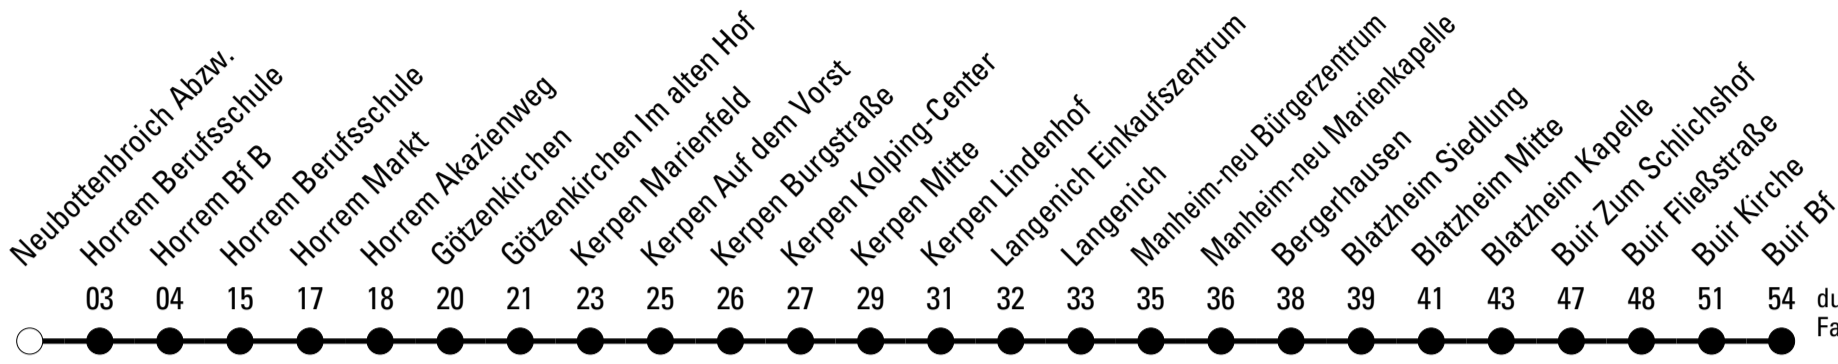 Neubottenbroich Abzw.
Horrem Berufsschule
Horrem Bf B
Horrem Berufsschule
Horrem Markt
Horrem Akazienweg
Götzenkirchen
Götzenkirchen Im alten Hof
Kerpen Marienfeld
Kerpen Auf dem Vorst
Kerpen Burgstraße
Kerpen Kolping-Center
Kerpen Mitte
Kerpen Lindenhof
Langenich Einkaufszentrum
Langenich
Manheim-neu Bürgerzentrum
Manheim-neu Marienkapelle
Bergerhausen
Blatzheim Siedlung
Blatzheim Mitte
Blatzheim Kapelle
Buir Zum Schlichshof
Buir Fließstraße
Buir Kirche
Buir Bf
03 04 15 17 18 20 21 23 25 26 27 29 31 32 33 35 36 38 39 41 43 47 48 51 54 du
Fa